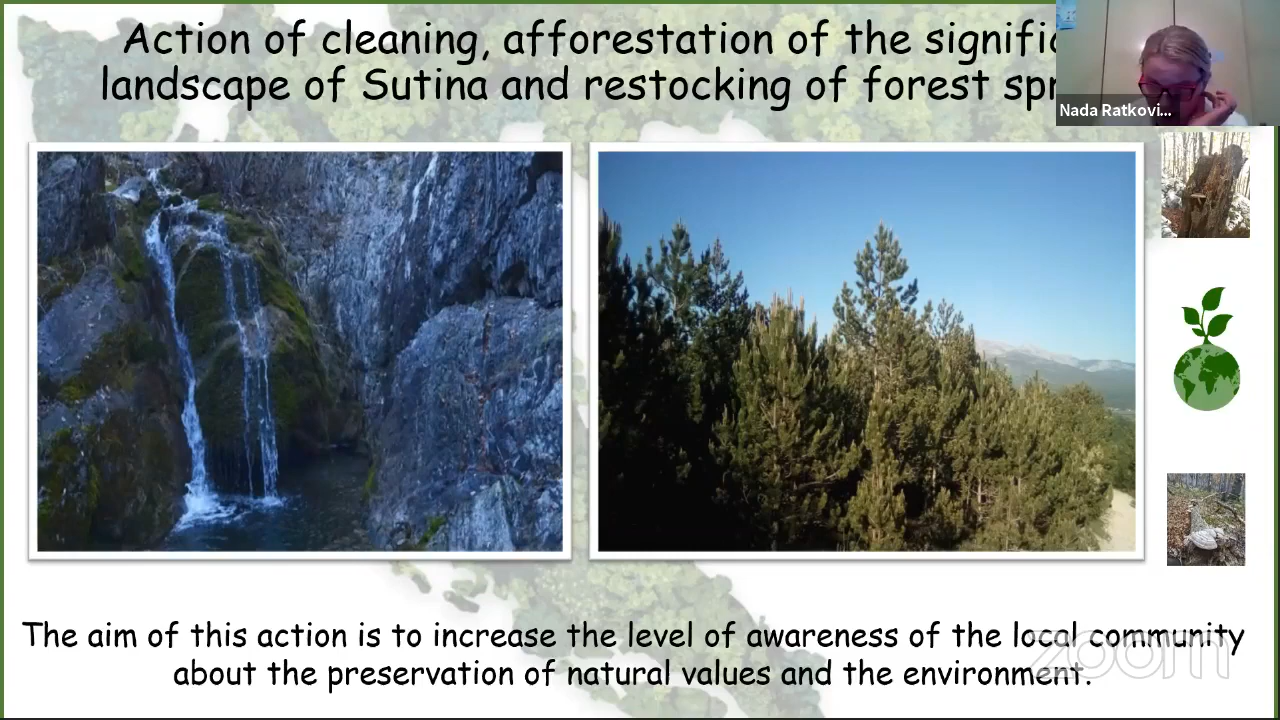 Action of cleaning, afforestation of the
landscape of Sutina and restocking of forest
Nada Ratkovi...
The aim of this action is to increase the level of awareness of the local community
about the preservation of natural values and the environment.
zoom